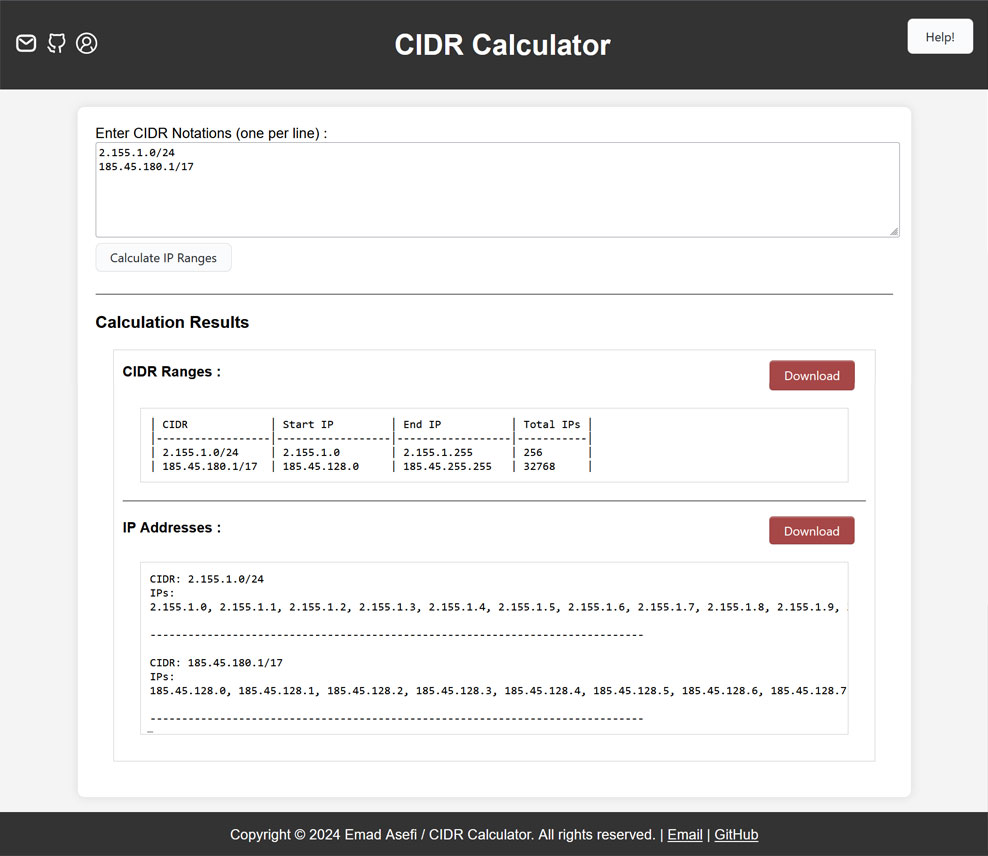 CIDR Calculator
Help!
Enter CIDR Notations (one per line) :
2.155.1.0/24
185.45.180.1/17
Calculate IP Ranges
Calculation Results
CIDR Ranges :
Download
| CIDR | Start IP | End IP | Total IPs |
|------------------|------------------|------------------|-----------|
| 2.155.1.0/24 | 2.155.1.0 | 2.155.1.255 | 256 |
| 185.45.180.1/17 | 185.45.128.0 | 185.45.255.255 | 32768 |
IP Addresses :
Download
CIDR: 2.155.1.0/24
IPs:
2.155.1.0, 2.155.1.1, 2.155.1.2, 2.155.1.3, 2.155.1.4, 2.155.1.5, 2.155.1.6, 2.155.1.7, 2.155.1.8, 2.155.1.9,
------------------------------------------------------------------------------
CIDR: 185.45.180.1/17
IPs:
185.45.128.0, 185.45.128.1, 185.45.128.2, 185.45.128.3, 185.45.128.4, 185.45.128.5, 185.45.128.6, 185.45.128.7
------------------------------------------------------------------------------
Copyright © 2024 Emad Asefi / CIDR Calculator. All rights reserved. | Email | GitHub